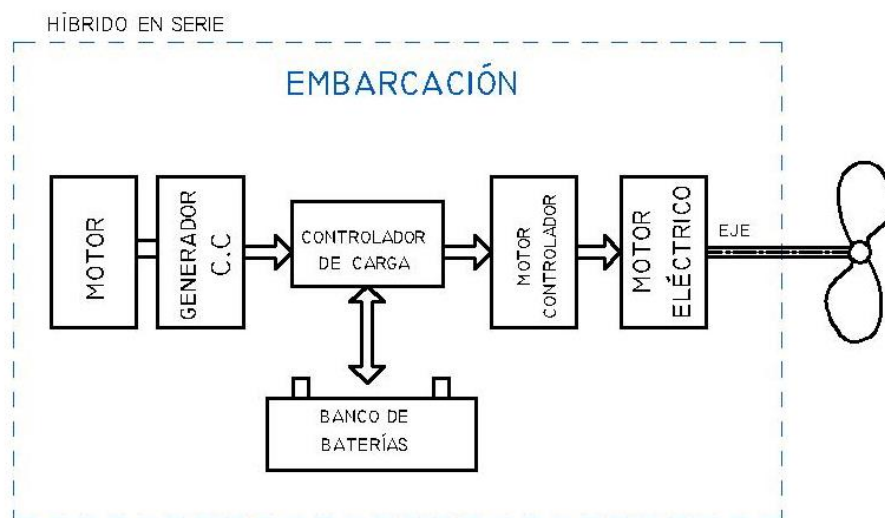 HÍBRIDO EN SERIE
EMBARCACIÓN
MOTOR
GENERADOR
C.C
CONTROLADOR
DE CARGA
MOTOR
CONTROLADOR
MOTOR
ELÉCTRICO
EJE
BANCO DE
BATERÍAS